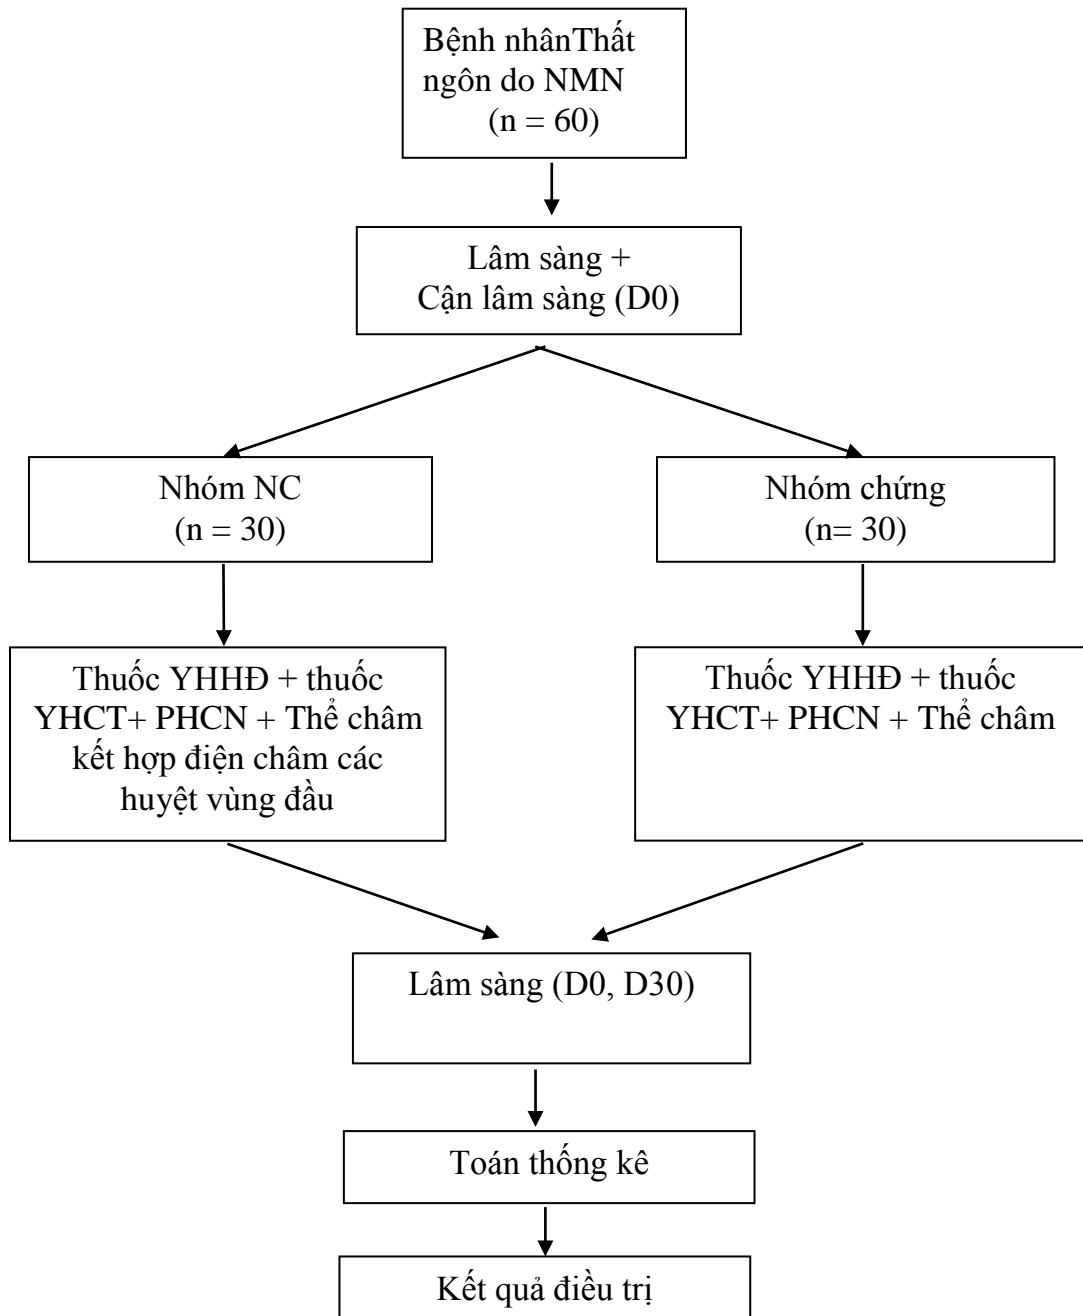 Bệnh nhânThất
ngôn do NMN
(n = 60)
Lâm sàng +
Cận lâm sàng (D0)
Nhóm NC
(n = 30)
Nhóm chứng
(n= 30)
Thuốc YHHĐ + thuốc
YHCT+ PHCN + Thể châm
kết hợp điện châm các
huyệt vùng đầu
Thuốc YHHĐ + thuốc
YHCT+ PHCN + Thể châm
Lâm sàng (D0, D30)
Toán thống kê
Kết quả điều trị